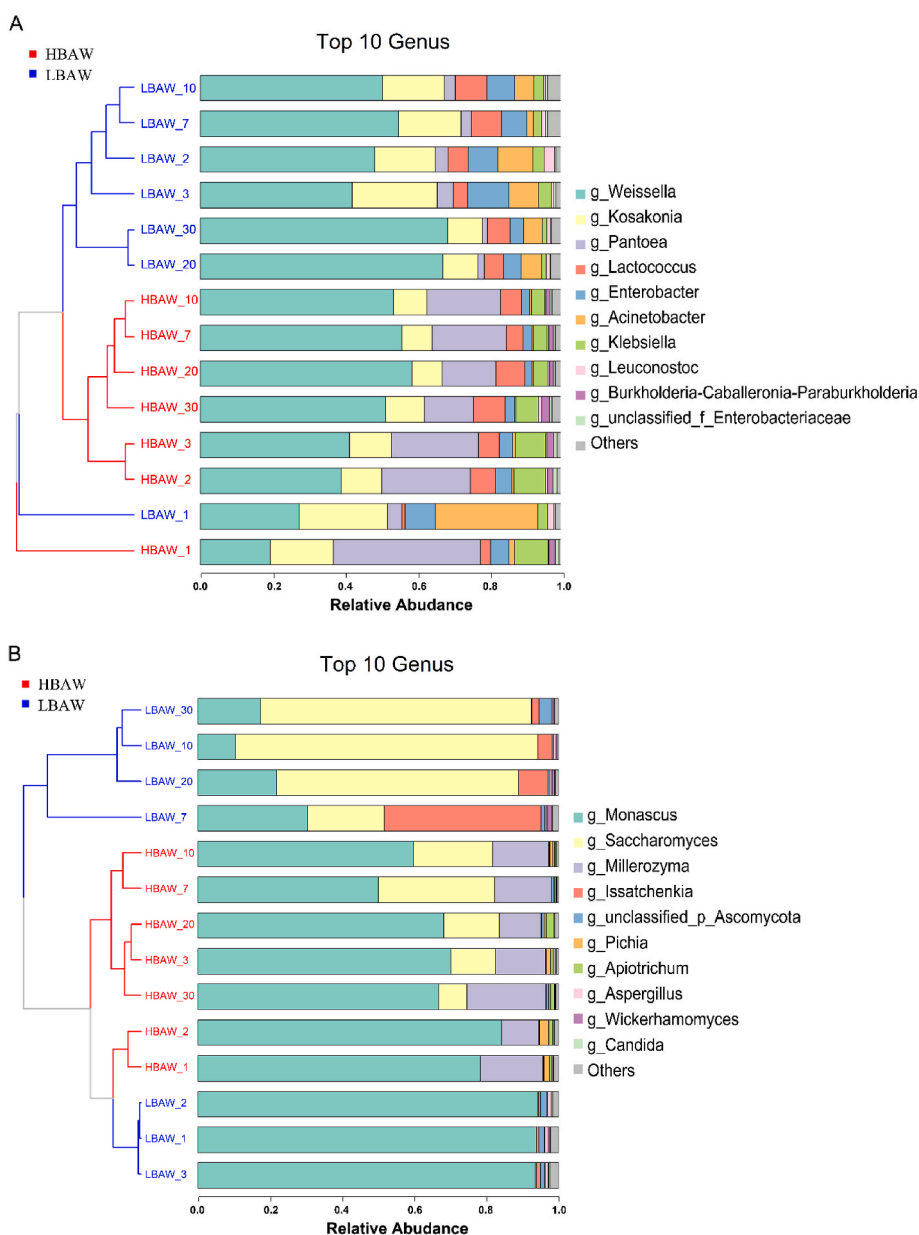 A
Top 10 Genus
HBAW
LBAW
LBAW_10
LBAW_7
LBAW_2
LBAW_3
LBAW_30
LBAW_20
HBAW_10
HBAW_7
HBAW_20
HBAW_30
HBAW_3
HBAW_2
LBAW_1
HBAW_1
g_Weissella
g_Kosakonia
g_Pantoea
g_Lactococcus
g_Enterobacter
g_Acinetobacter
g_Klebsiella
g_Leuconostoc
g_Burkholderia-Caballeronia-Paraburkholderia
g_unclassified_f_Enterobacteriaceae
Others
0.0 0.2 0.4 0.6 0.8 1.0
Relative Abudance
B
Top 10 Genus
HBAW
LBAW
LBAW_30
LBAW_10
LBAW_20
LBAW_7
HBAW_10
HBAW_7
HBAW_20
HBAW_3
HBAW_30
HBAW_2
HBAW_1
LBAW_2
LBAW_1
LBAW_3
g_Monascus
g_Saccharomyces
g_Millerozyma
g_Issatchenkia
g_unclassified_p_Ascomycota
g_Pichia
g_Apiotrichum
g_Aspergillus
g_Wickerhamomyces
g_Candida
Others
0.0 0.2 0.4 0.6 0.8 1.0
Relative Abudance